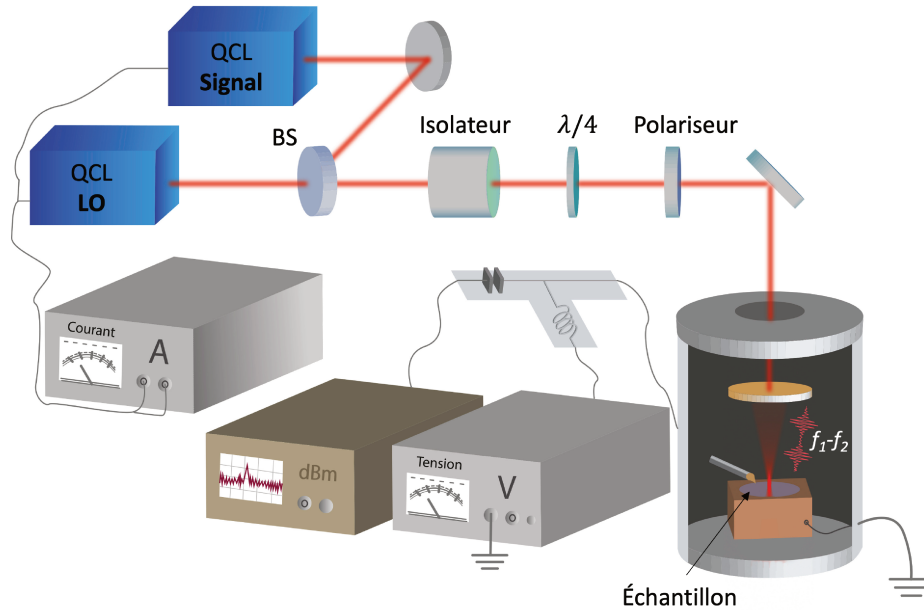 QCL
Signal
BS
Isolateur
λ/4
Polariseur
QCL
LO
Courant
A
dBm
Tension
V
f₁-f₂
Échantillon